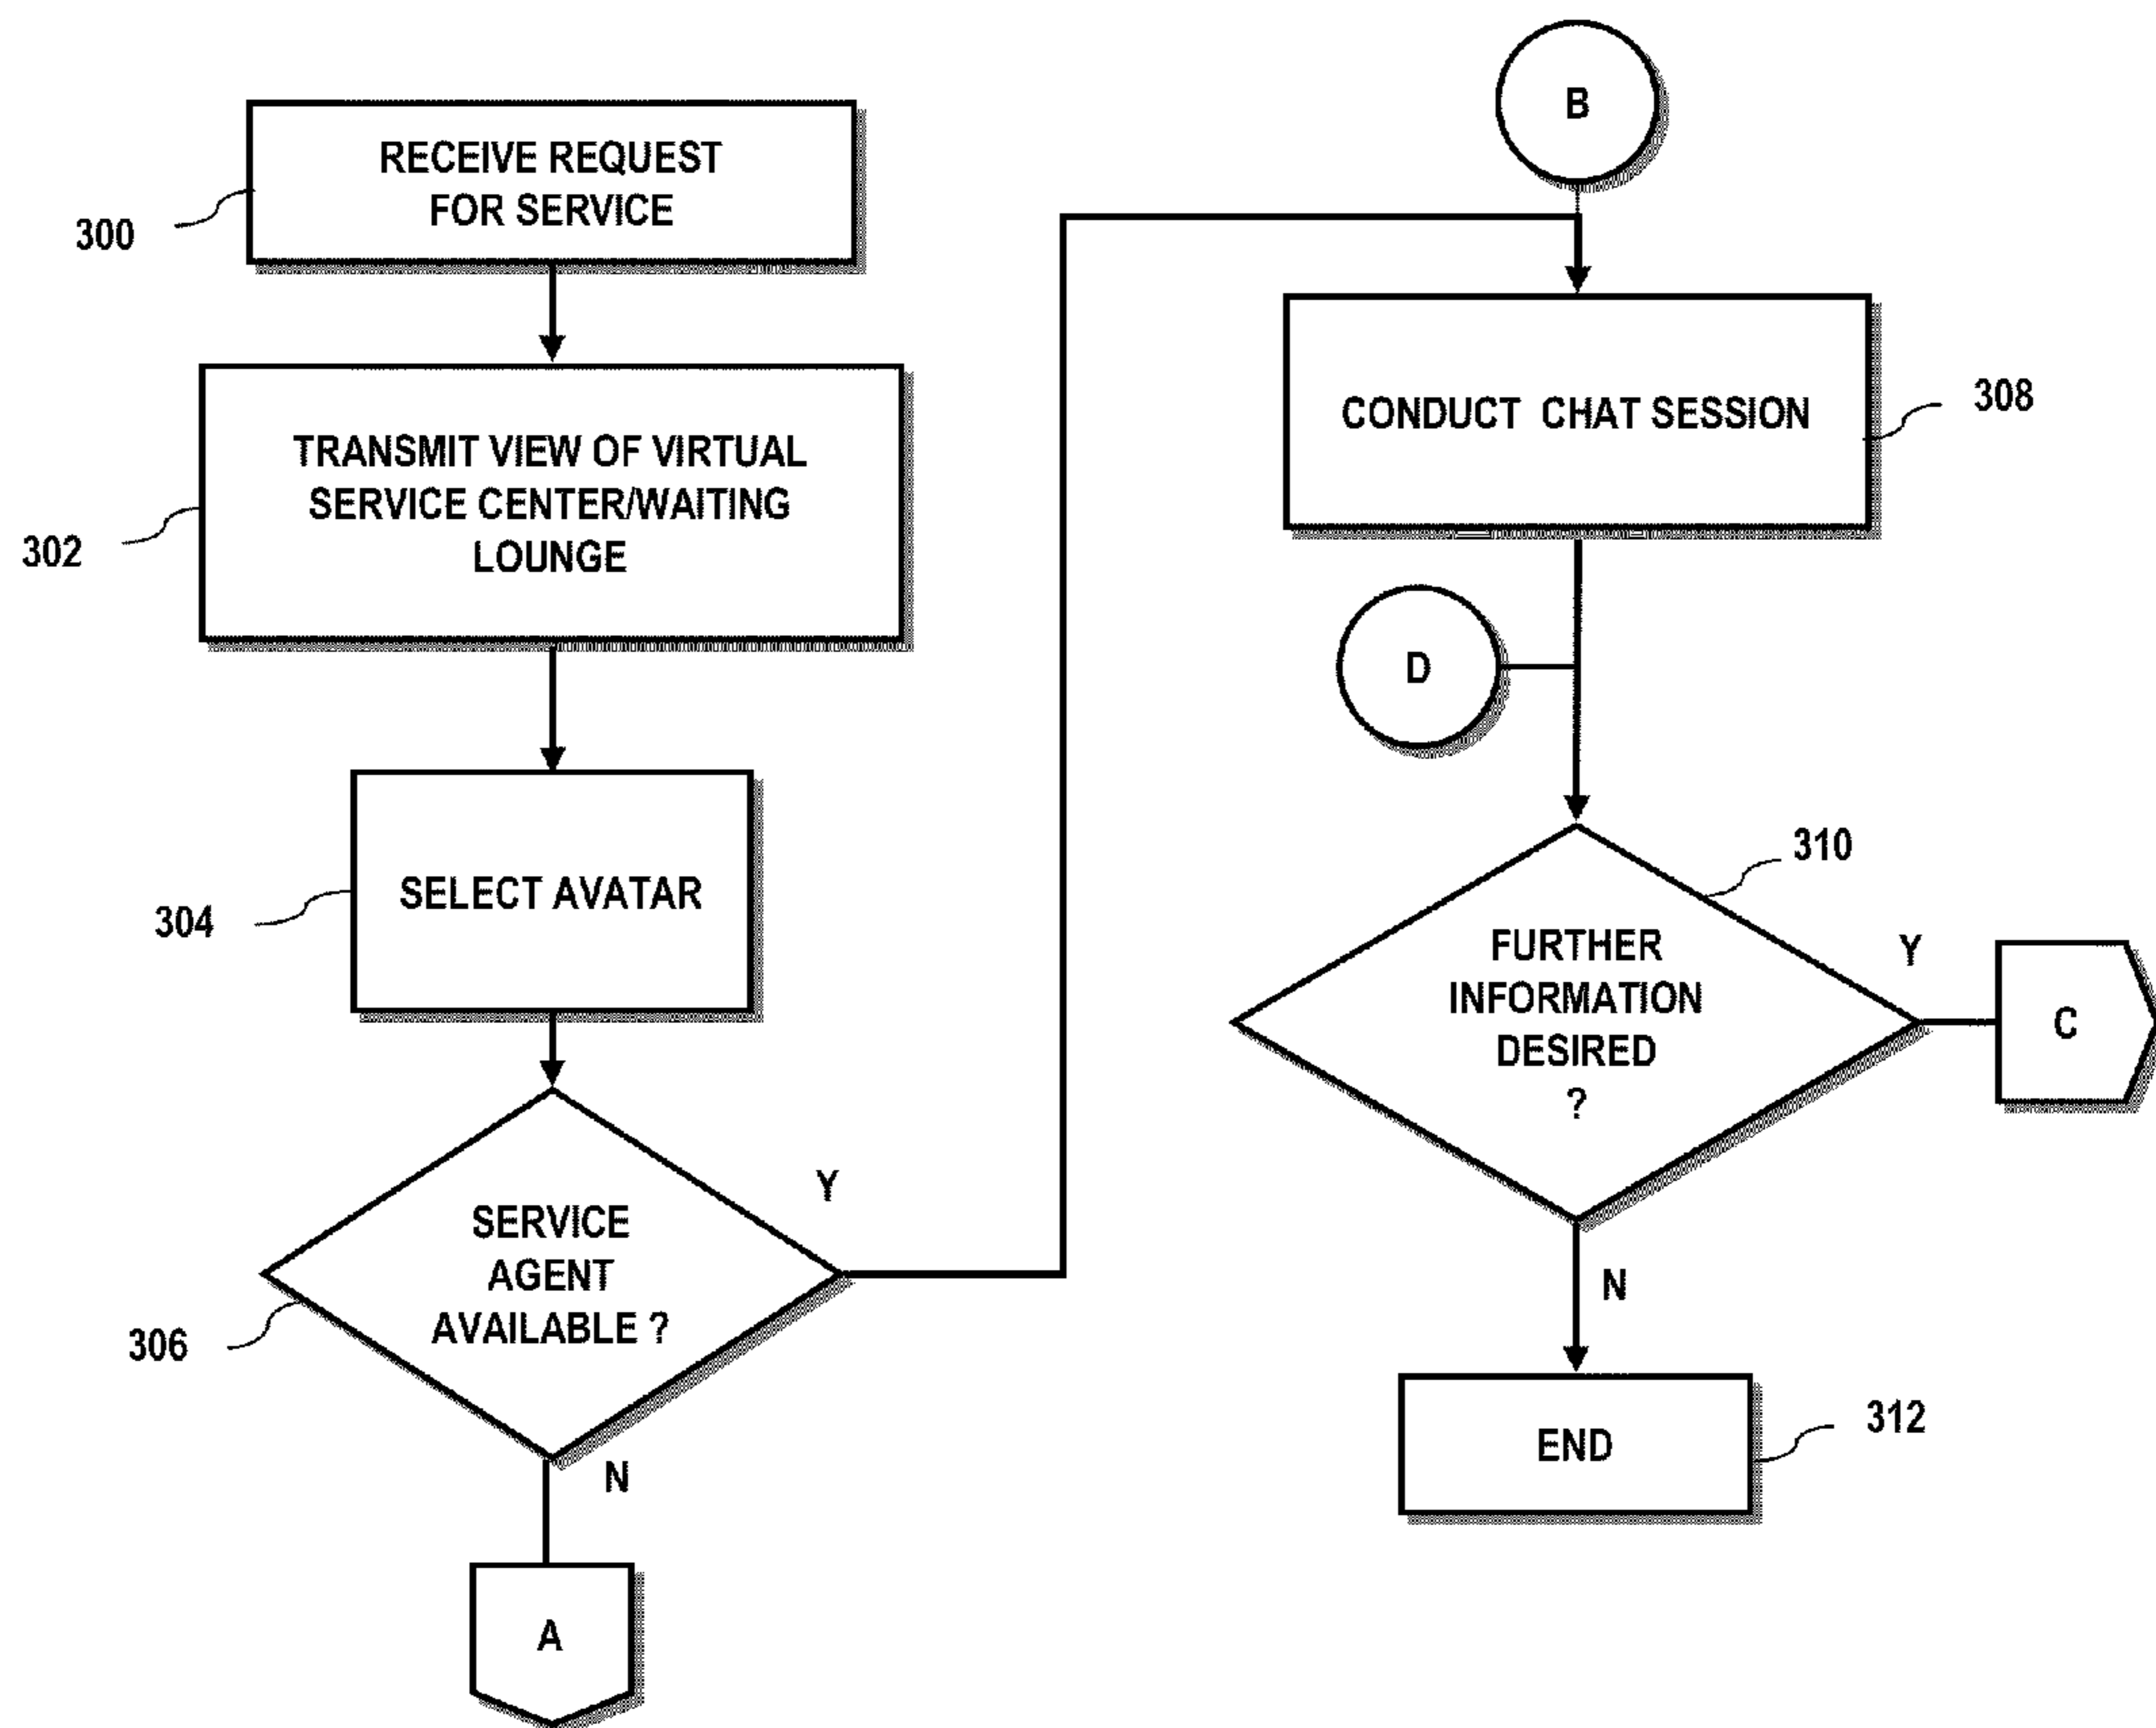 RECEIVE REQUEST
FOR SERVICE
300
TRANSMIT VIEW OF VIRTUAL
SERVICE CENTER/WAITING
LOUNGE
302
SELECT AVATAR
304
SERVICE
AGENT
AVAILABLE ?
306
Y
N
A
B
CONDUCT CHAT SESSION
308
D
310
FURTHER
INFORMATION
DESIRED
?
Y
C
N
END
312